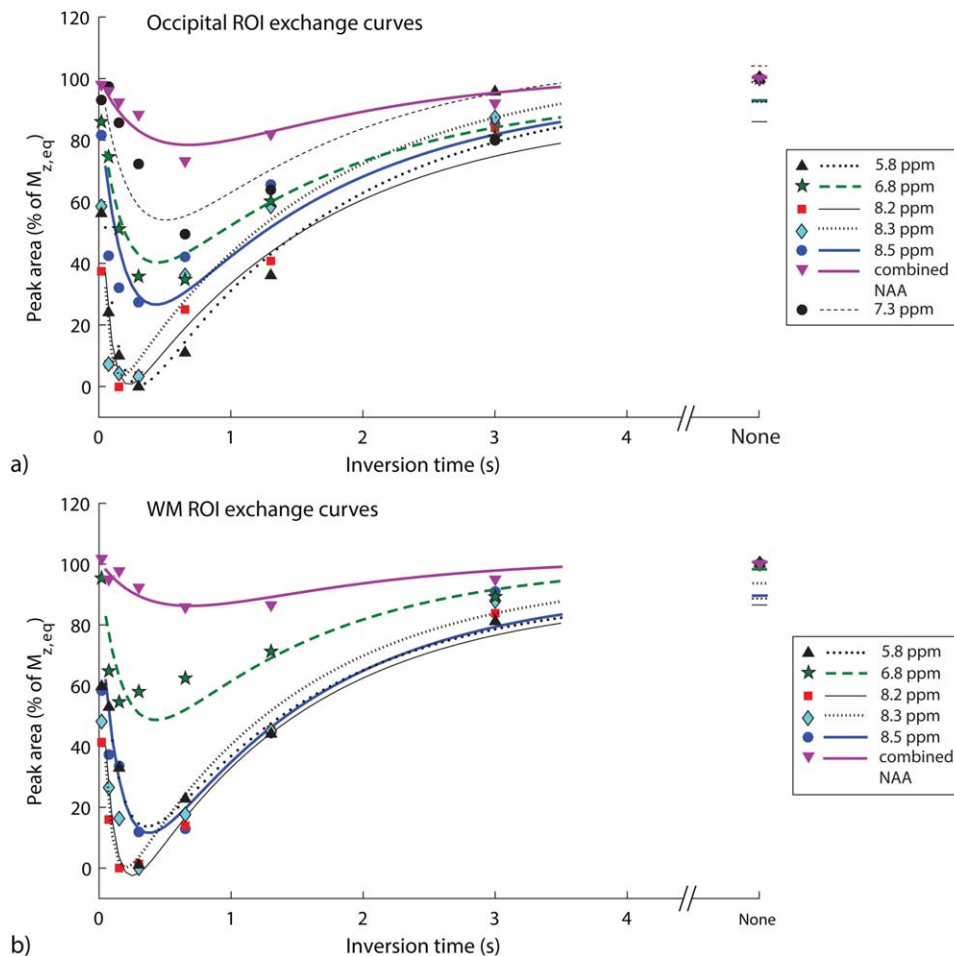 Occipital ROI exchange curves
120
100
80
60
40
20
0
Peak area (% of M_z,eq)
0 1 2 3 4 None
Inversion time (s)
a)
5.8 ppm
6.8 ppm
8.2 ppm
8.3 ppm
8.5 ppm
combined
NAA
7.3 ppm
WM ROI exchange curves
120
100
80
60
40
20
0
Peak area (% of M_z,eq)
0 1 2 3 4 None
Inversion time (s)
b)
5.8 ppm
6.8 ppm
8.2 ppm
8.3 ppm
8.5 ppm
combined
NAA